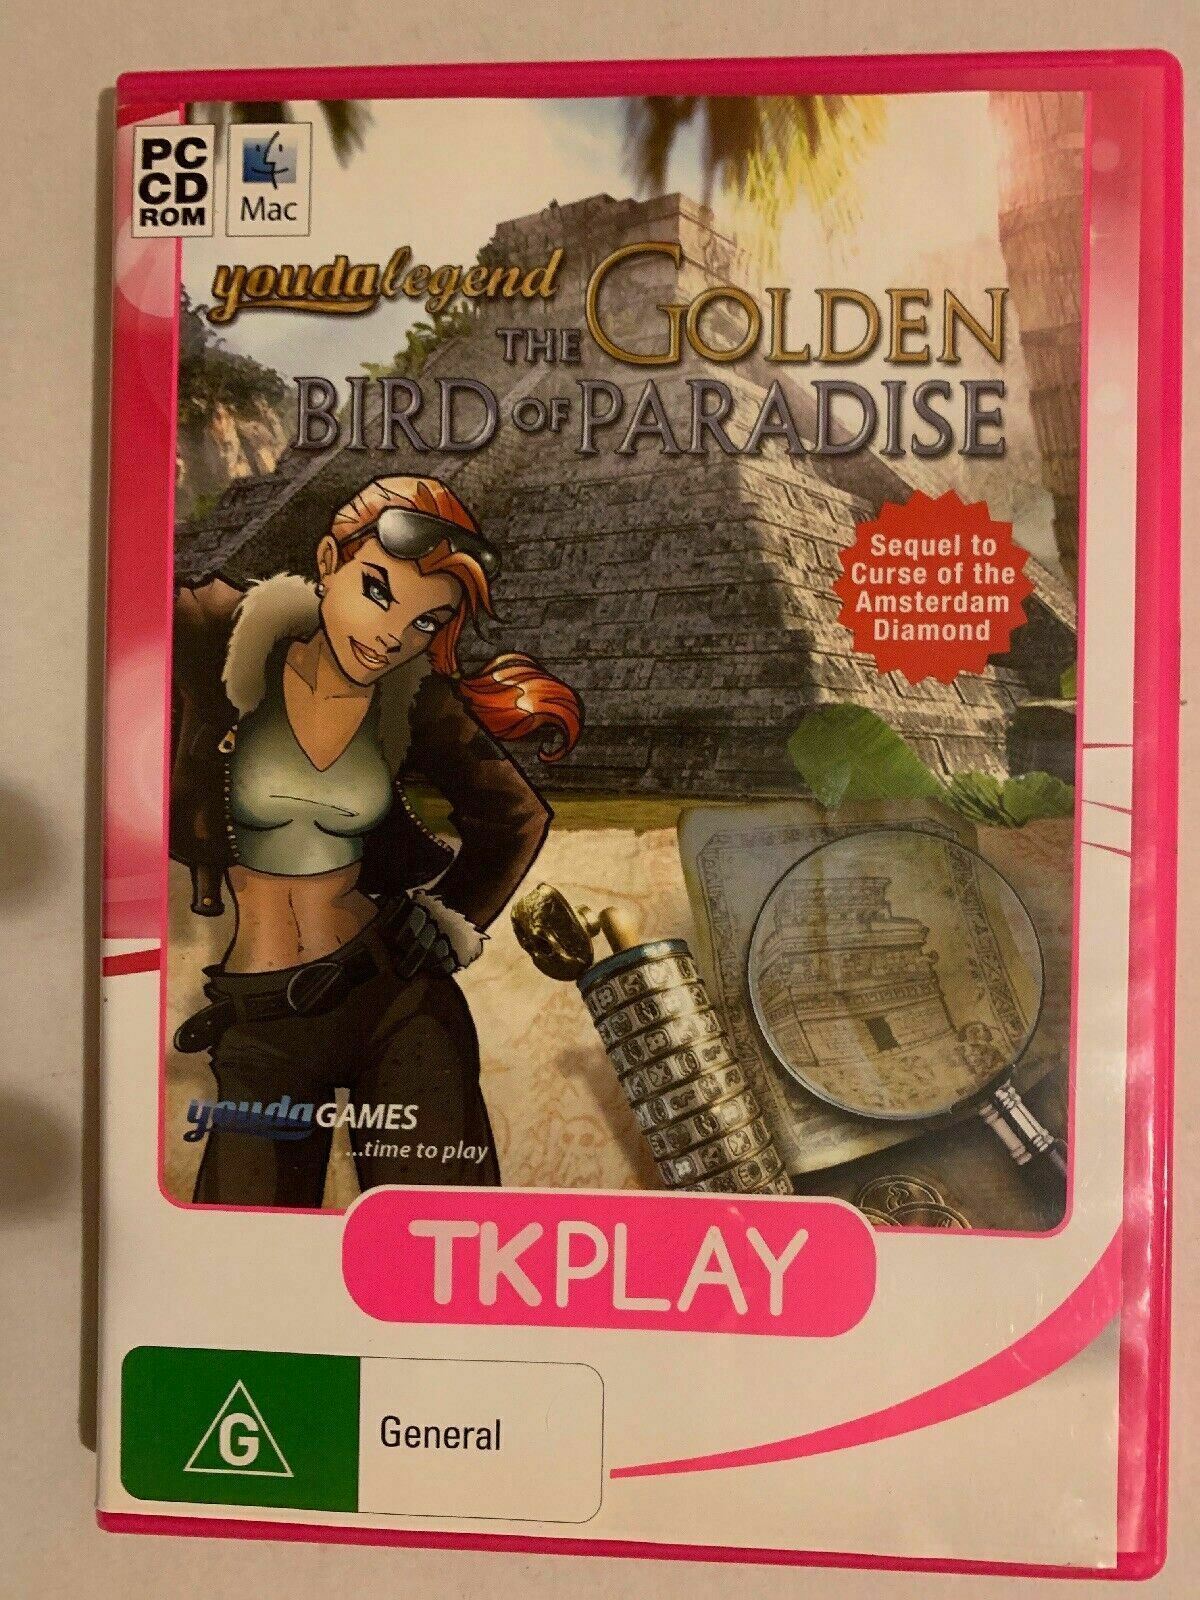 PC
CD
ROM
Mac
youdalegend
THE GOLDEN
BIRD OF PARADISE
Sequel to
Curse of the
Amsterdam
Diamond
youdaGAMES
...time to play
TKPLAY
G
General